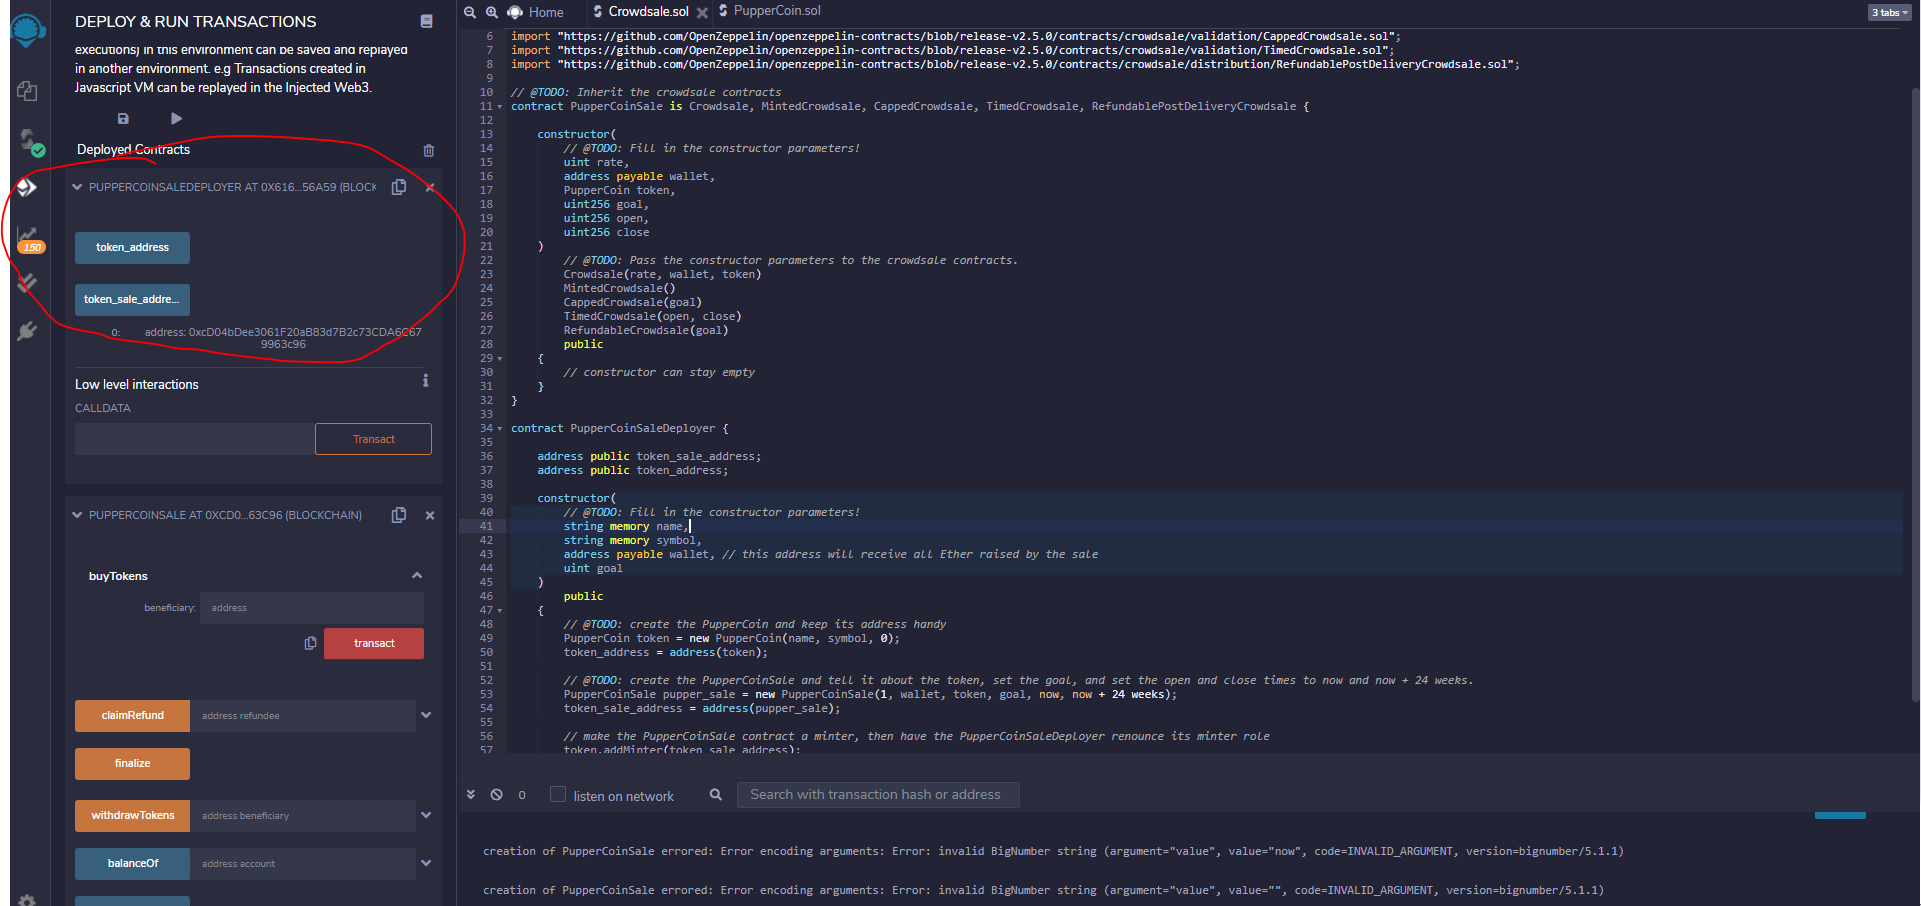 DEPLOY & RUN TRANSACTIONS
executions) in this environment can be saved and replayed
in another environment. e.g Transactions created in
Javascript VM can be replayed in the Injected Web3.
Deployed Contracts
PUPPERCOINSALEDEPLOYER AT 0X616...56A59 (BLOCK
150
token_address
token_sale_addre...
0: address: 0xcD04bDee3061F20aB83d7B2c73CDA6C67
9963c96
Low level interactions
CALLDATA
Transact
PUPPERCOINSALE AT 0XCD0...63C96 (BLOCKCHAIN)
buyTokens
beneficiary: address
transact
claimRefund address refundee
finalize
withdrawTokens address beneficiary
balanceOf address account
Home Crowdsale.sol PupperCoin.sol 3 tabs
6 import "https://github.com/OpenZeppelin/openzeppelin-contracts/blob/release-v2.5.0/contracts/crowdsale/validation/CappedCrowdsale.sol";
7 import "https://github.com/OpenZeppelin/openzeppelin-contracts/blob/release-v2.5.0/contracts/crowdsale/validation/TimedCrowdsale.sol";
8 import "https://github.com/OpenZeppelin/openzeppelin-contracts/blob/release-v2.5.0/contracts/crowdsale/distribution/RefundablePostDeliveryCrowdsale.sol";
9
10 // @TODO: Inherit the crowdsale contracts
11 contract PupperCoinSale is Crowdsale, MintedCrowdsale, CappedCrowdsale, TimedCrowdsale, RefundablePostDeliveryCrowdsale {
12
13 constructor(
14 // @TODO: Fill in the constructor parameters!
15 uint rate,
16 address payable wallet,
17 PupperCoin token,
18 uint256 goal,
19 uint256 open,
20 uint256 close
21 )
22 // @TODO: Pass the constructor parameters to the crowdsale contracts.
23 Crowdsale(rate, wallet, token)
24 MintedCrowdsale()
25 CappedCrowdsale(goal)
26 TimedCrowdsale(open, close)
27 RefundableCrowdsale(goal)
28 public
29 {
30 // constructor can stay empty
31 }
32 }
33
34 contract PupperCoinSaleDeployer {
35
36 address public token_sale_address;
37 address public token_address;
38
39 constructor(
40 // @TODO: Fill in the constructor parameters!
41 string memory name,
42 string memory symbol,
43 address payable wallet, // this address will receive all Ether raised by the sale
44 uint goal
45 )
46 public
47 {
48 // @TODO: create the PupperCoin and keep its address handy
49 PupperCoin token = new PupperCoin(name, symbol, 0);
50 token_address = address(token);
51
52 // @TODO: create the PupperCoinSale and tell it about the token, set the goal, and set the open and close times to now and now + 24 weeks.
53 PupperCoinSale pupper_sale = new PupperCoinSale(1, wallet, token, goal, now, now + 24 weeks);
54 token_sale_address = address(pupper_sale);
55
56 // make the PupperCoinSale contract a minter, then have the PupperCoinSaleDeployer renounce its minter role
57 token.addMinter(token_sale_address);
0 listen on network Search with transaction hash or address
creation of PupperCoinSale errored: Error encoding arguments: Error: invalid BigNumber string (argument="value", value="now", code=INVALID_ARGUMENT, version=bignumber/5.1.1)
creation of PupperCoinSale errored: Error encoding arguments: Error: invalid BigNumber string (argument="value", value="", code=INVALID_ARGUMENT, version=bignumber/5.1.1)